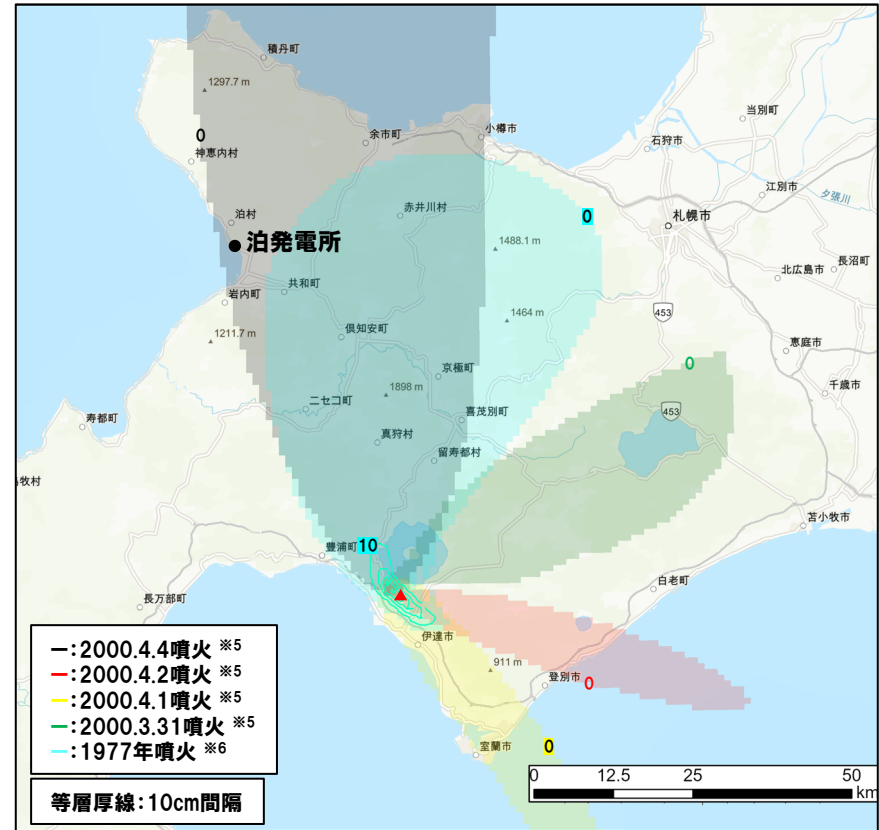 積丹町
1297.7 m
当別町
小樽市
余市町
石狩市
0
神恵内村
江別市
夕張川
赤井川村
0
泊村
札幌市
泊発電所
1488.1 m
長沼町
北広島市
共和町
岩内町
453
1464 m
1211.7 m
倶知安町
恵庭市
0
京極町
千歳市
1898 m
ニセコ町
453
喜茂別町
寿都町
真狩村
留寿都村
牧村
苫小牧市
豊浦町
10
白老町
長万部町
伊達市
911 m
登別市
0
室蘭市
0
ー:2000.4.4噴火 ※5
ー:2000.4.2噴火 ※5
ー:2000.4.1噴火 ※5
ー:2000.3.31噴火 ※5
ー:1977年噴火 ※6
等層厚線:10cm間隔
0 12.5 25 50
km